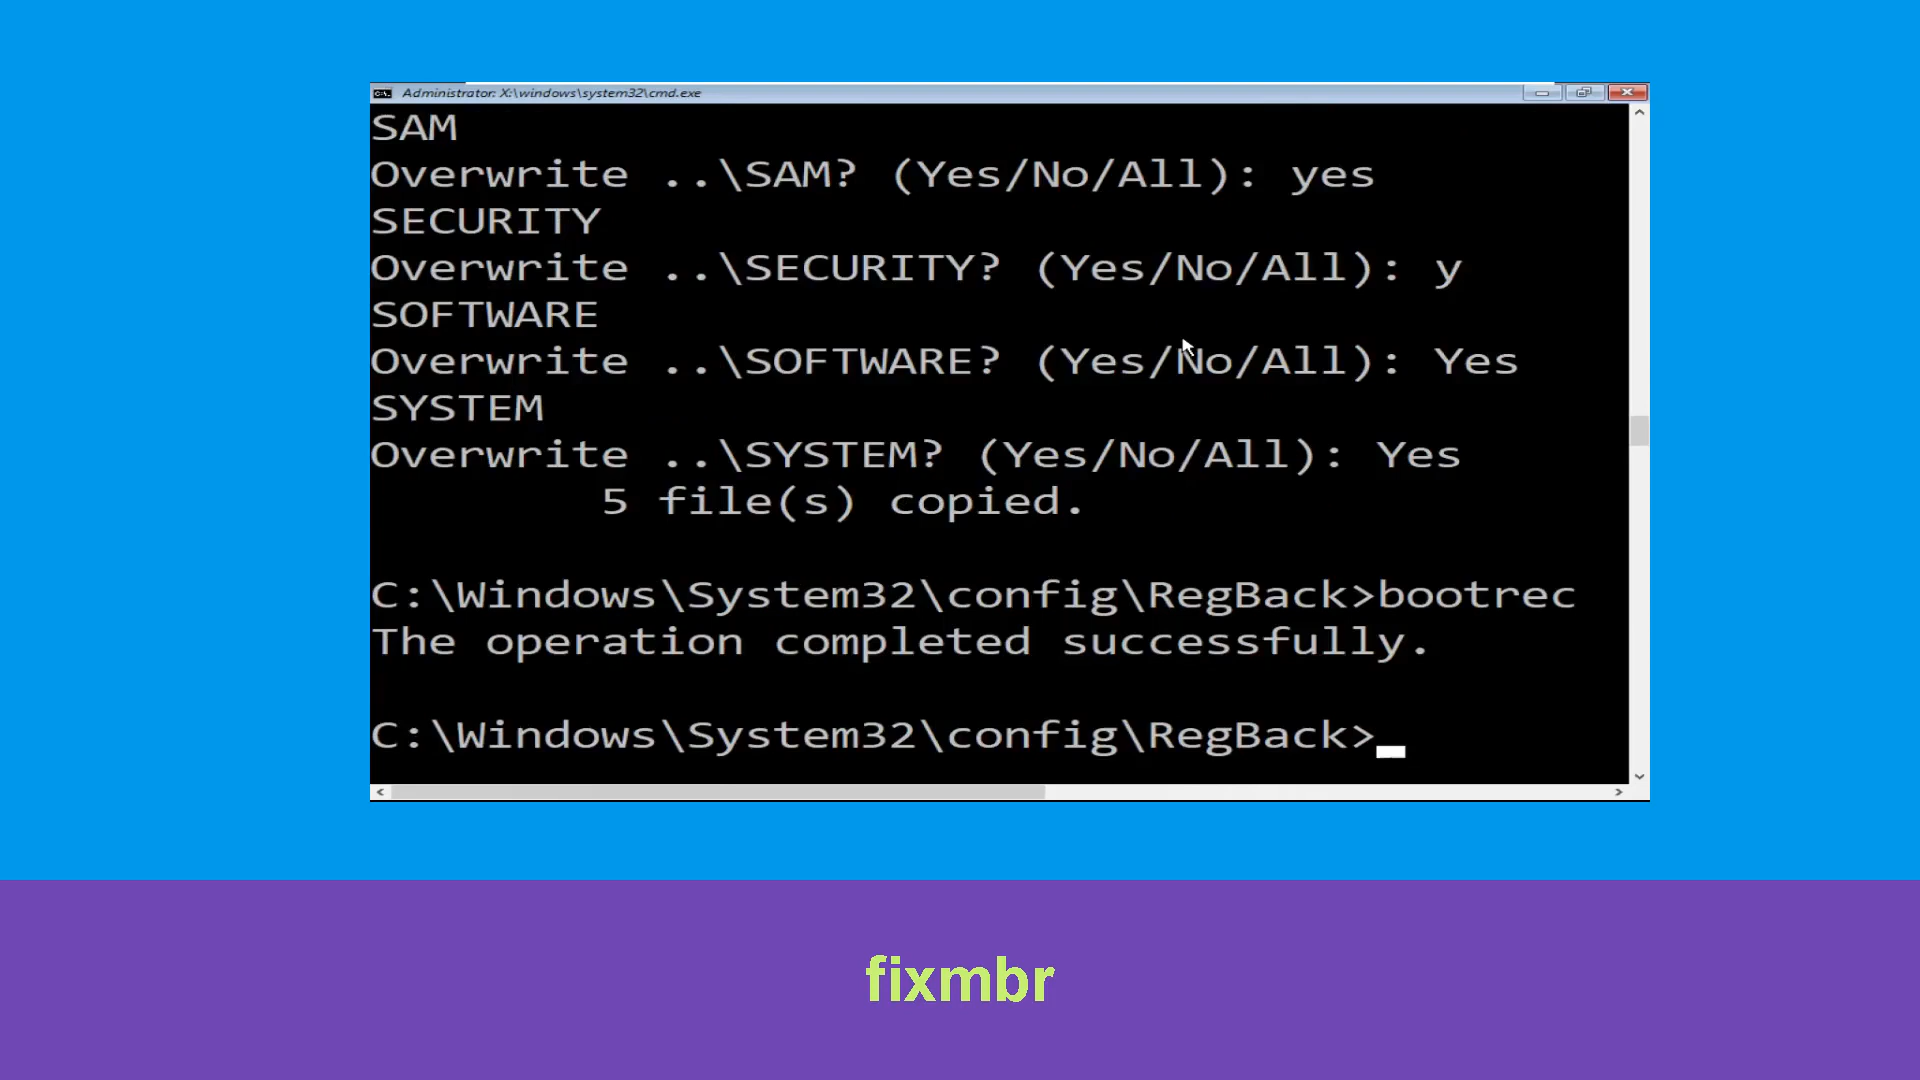 Administrator: X:\windows\system32\cmd.exe
SAM
Overwrite ..\SAM? (Yes/No/All): yes
SECURITY
Overwrite ..\SECURITY? (Yes/No/All): y
SOFTWARE
Overwrite ..\SOFTWARE? (Yes/No/All): Yes
SYSTEM
Overwrite ..\SYSTEM? (Yes/No/All): Yes
5 file(s) copied.
C:\Windows\System32\config\RegBack>bootrec
The operation completed successfully.
C:\Windows\System32\config\RegBack>
fixmbr